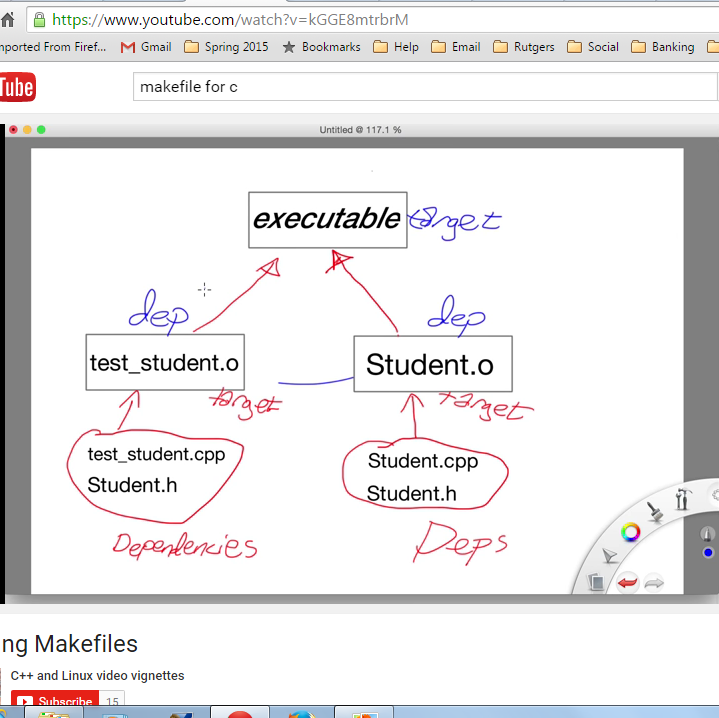 https://www.youtube.com/watch?v=kGGE8mtrbrM
mported From Firef... Gmail Spring 2015 Bookmarks Help Email Rutgers Social Banking
Tube makefile for c
Untitled @ 117.1 %
executable target
dep dep
test_student.o Student.o
target target
test_student.cpp
Student.h
Student.cpp
Student.h
Dependencies Deps
ng Makefiles
C++ and Linux video vignettes
Subscribe 15